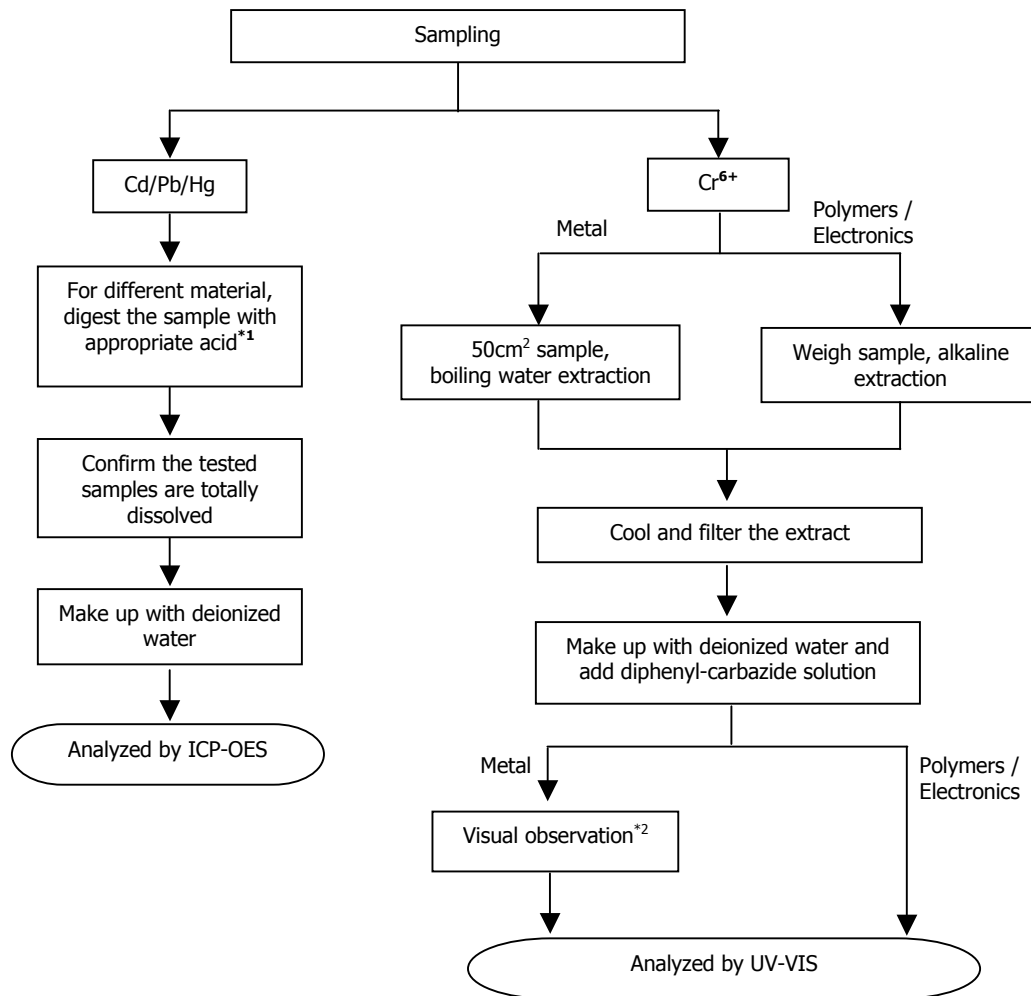 Sampling
Cd/Pb/Hg
Cr6+
Metal
Polymers /
Electronics
For different material,
digest the sample with
appropriate acid*1
50cm2 sample,
boiling water extraction
Weigh sample, alkaline
extraction
Confirm the tested
samples are totally
dissolved
Cool and filter the extract
Make up with deionized
water
Make up with deionized water and
add diphenyl-carbazide solution
Analyzed by ICP-OES
Metal
Polymers /
Electronics
Visual observation*2
Analyzed by UV-VIS